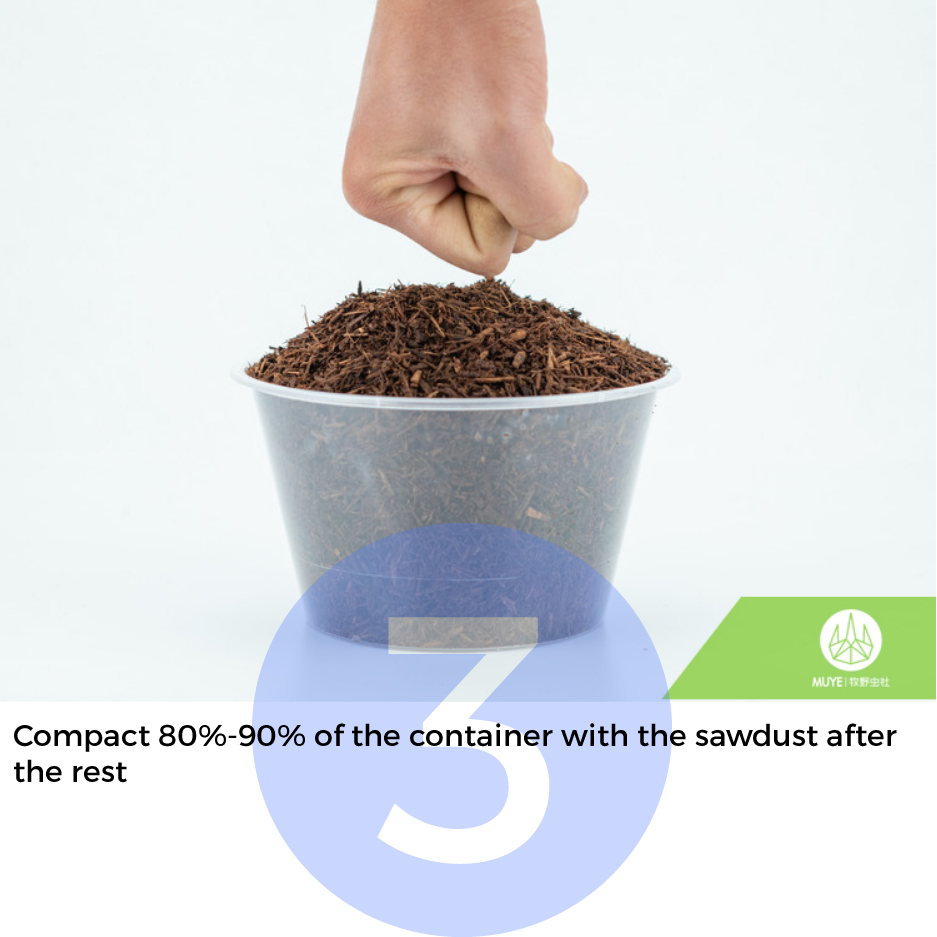 MUYE | 牧野虫社
Compact 80%-90% of the container with the sawdust after
the rest
3